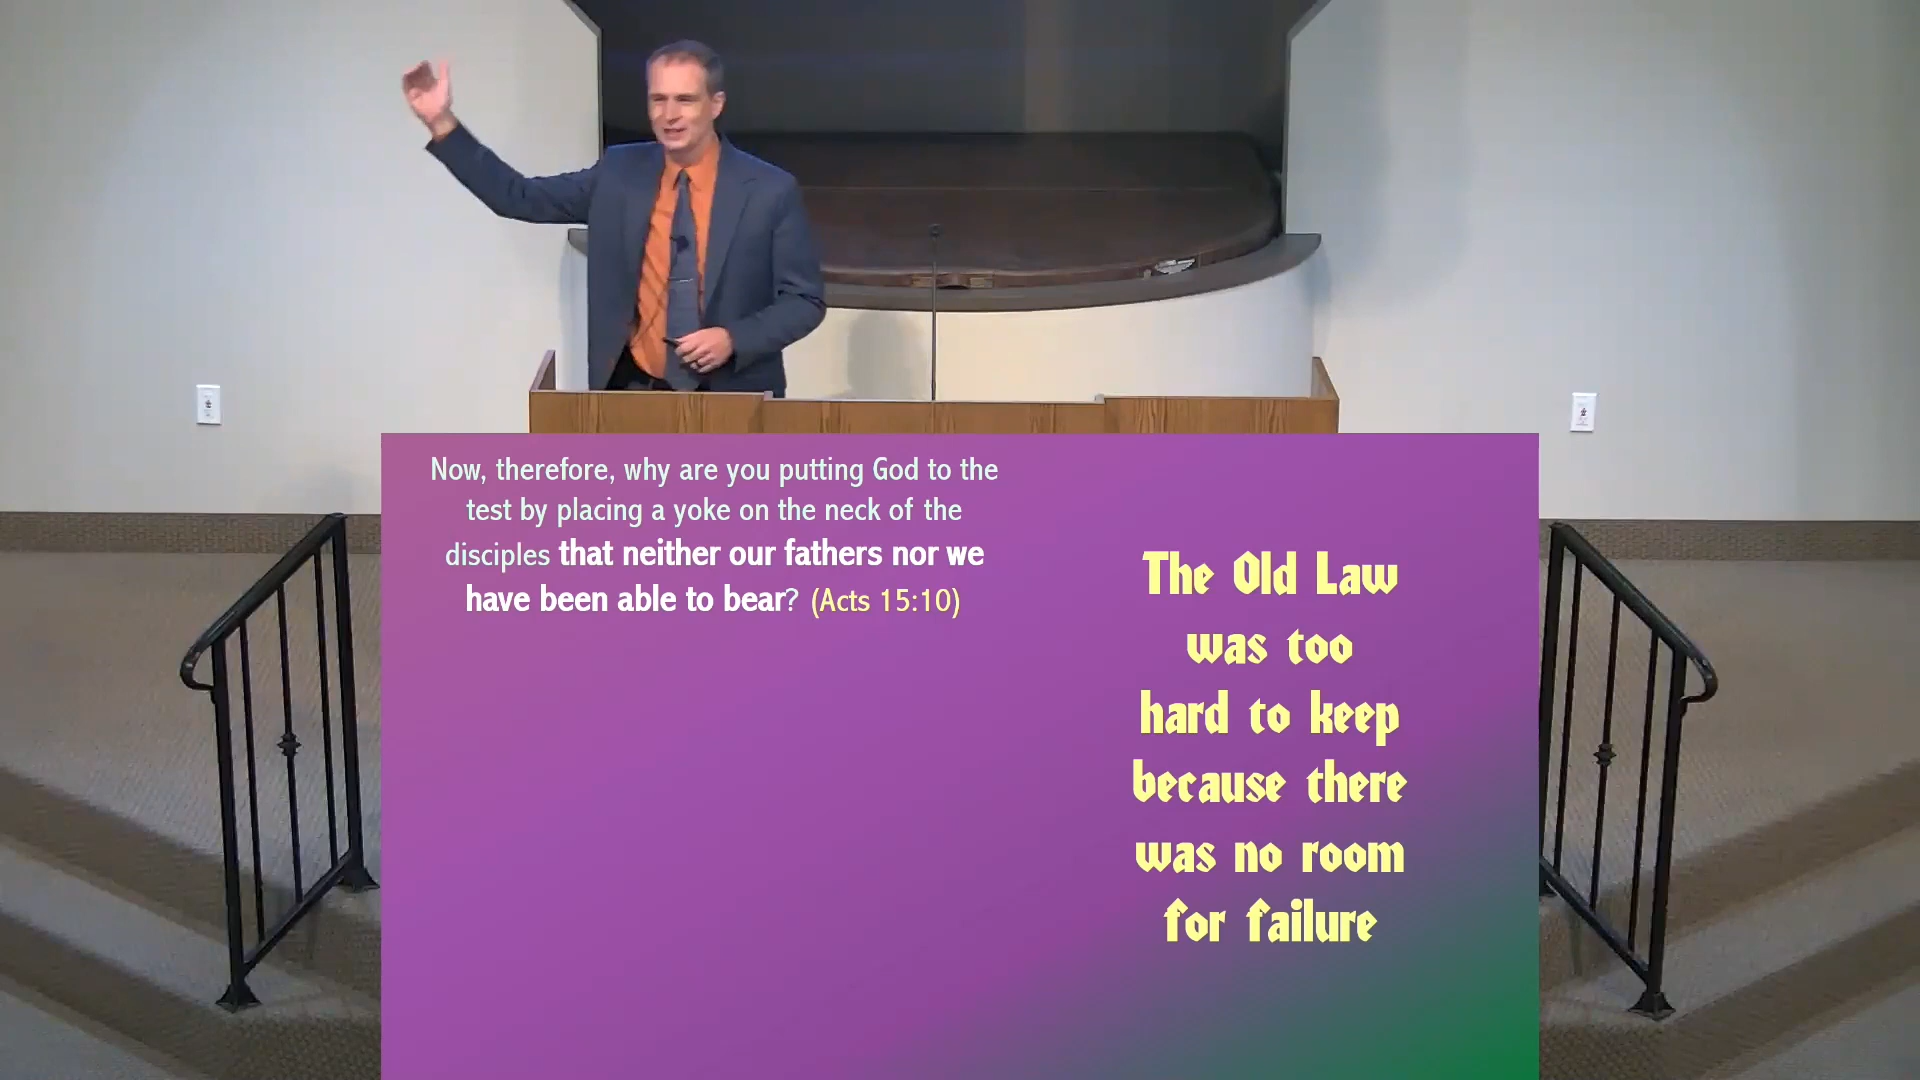 Now, therefore, why are you putting God to the
test by placing a yoke on the neck of the
disciples that neither our fathers nor we
have been able to bear? (Acts 15:10)
The Old Law
was too
hard to keep
because there
was no room
for failure